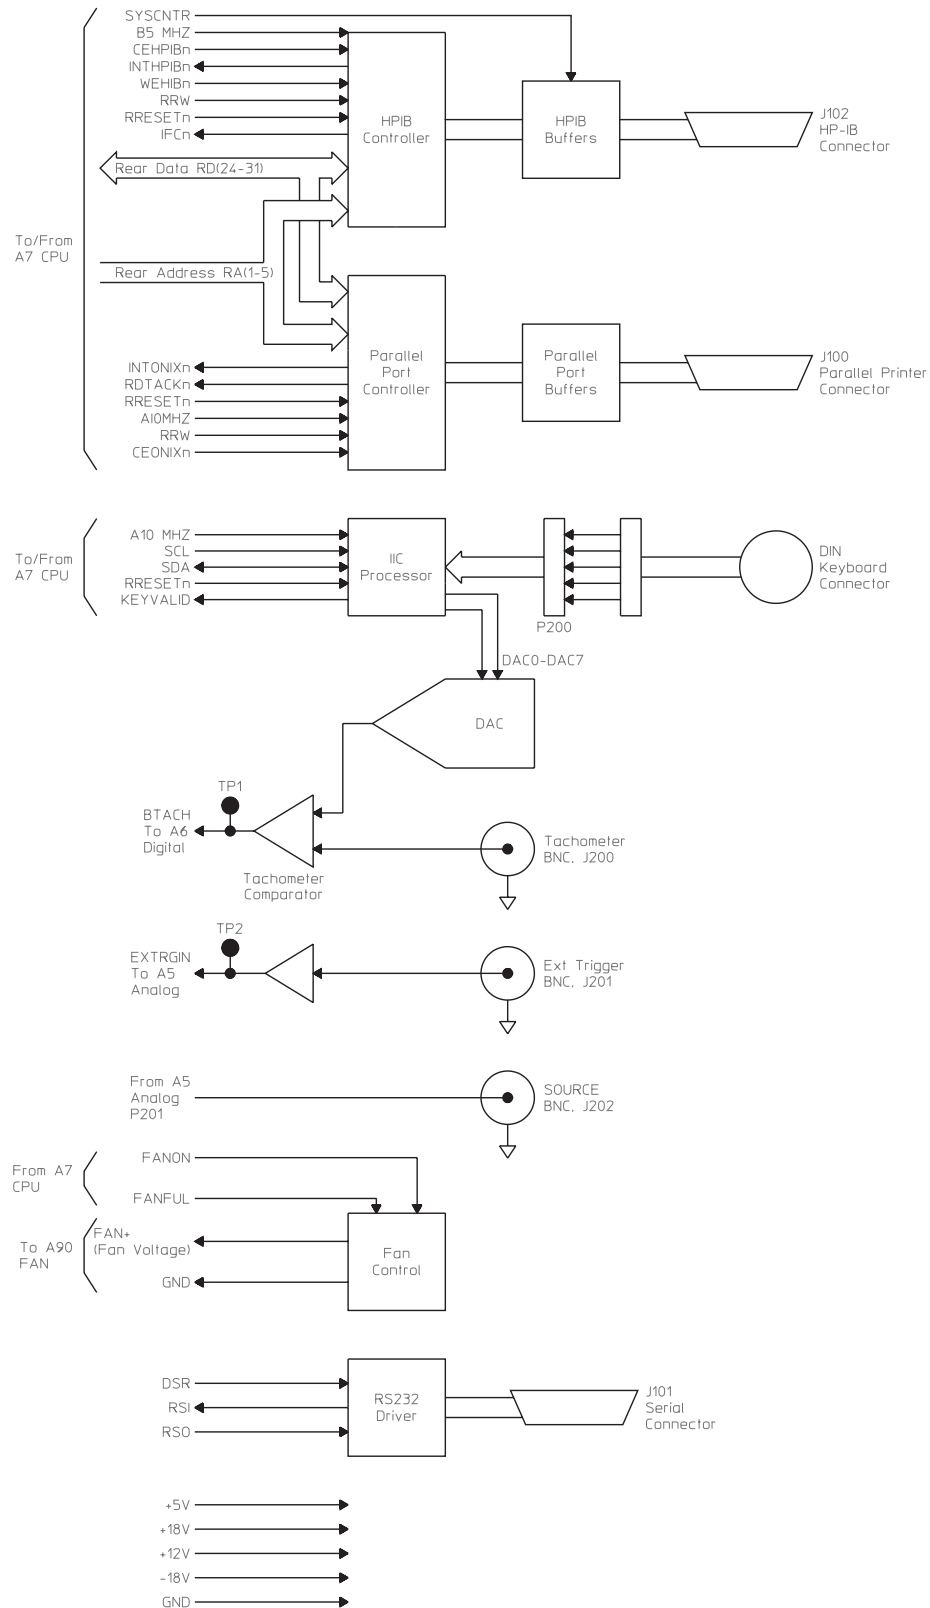 SYSCNTR
B5 MHZ
CEHPIBn
INTHPIBn
WEHIBn
RRW
RRESETn
IFCn
HPIB
Controller
HPIB
Buffers
J102
HP-IB
Connector
Rear Data RD(24-31)
To/From
A7 CPU
Rear Address RA(1-5)
INTONIXn
RDTACKn
RRESETn
A10MHZ
RRW
CEONIXn
Parallel
Port
Controller
Parallel
Port
Buffers
J100
Parallel Printer
Connector
To/From
A7 CPU
A10 MHZ
SCL
SDA
RRESETn
KEYVALID
IIC
Processor
P200
DIN
Keyboard
Connector
DAC0-DAC7
DAC
TP1
BTACH
To A6
Digital
Tachometer
Comparator
Tachometer
BNC, J200
TP2
EXTRGIN
To A5
Analog
Ext Trigger
BNC, J201
From A5
Analog
P201
SOURCE
BNC, J202
From A7
CPU
FANON
FANFUL
To A90
FAN
FAN+
(Fan Voltage)
GND
Fan
Control
DSR
RSI
RSO
RS232
Driver
J101
Serial
Connector
+5V
+18V
+12V
-18V
GND